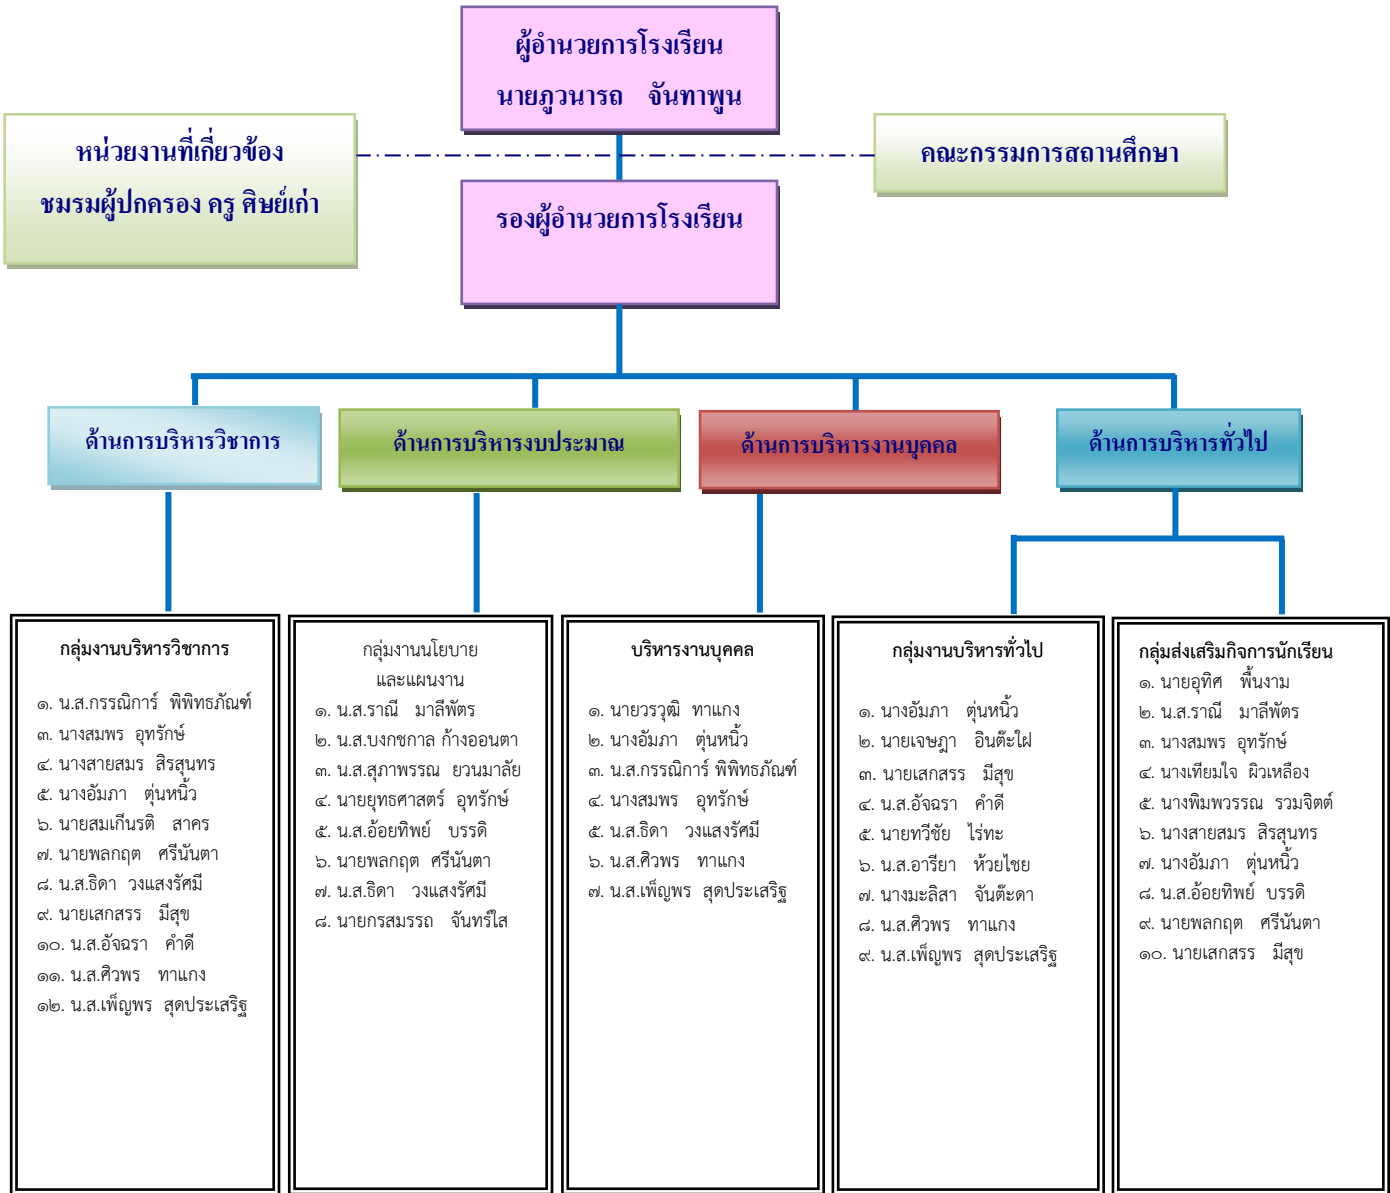 ผู้อำนวยการโรงเรียน
นายภูวนารถ จันทาพูน
หน่วยงานที่เกี่ยวข้อง
ชมรมผู้ปกครอง ครู ศิษย์เก่า
คณะกรรมการสถานศึกษา
รองผู้อำนวยการโรงเรียน
ด้านการบริหารวิชาการ
ด้านการบริหารงบประมาณ
ด้านการบริหารงานบุคคล
ด้านการบริหารทั่วไป
กลุ่มงานบริหารวิชาการ
๑. น.ส.กรรณิการ์ พิพิทธภัณฑ์
๓. นางสมพร อุทรักษ์
๔. นางสายสมร สิรสุนทร
๕. นางอัมภา ตุ่นหนิ้ว
๖. นายสมเกีนรติ สาคร
๗. นายพลกฤต ศรีนันตา
๘. น.ส.ธิดา วงแสงรัศมี
๙. นายเสกสรร มีสุข
๑๐. น.ส.อัจฉรา คำดี
๑๑. น.ส.ศิวพร ทาแกง
๑๒. น.ส.เพ็ญพร สุดประเสริฐ
กลุ่มงานนโยบาย
และแผนงาน
๑. น.ส.ราณี มาลีพัตร
๒. น.ส.บงกชกาล ก้างออนตา
๓. น.ส.สุภาพรรณ ยวนมาลัย
๔. นายยุทธศาสตร์ อุทรักษ์
๕. น.ส.อ้อยทิพย์ บรรดิ
๖. นายพลกฤต ศรีนันตา
๗. น.ส.ธิดา วงแสงรัศมี
๘. นายกรสมรรถ จันทร์ใส
บริหารงานบุคคล
๑. นายวรวุฒิ ทาแกง
๒. นางอัมภา ตุ่นหนิ้ว
๓. น.ส.กรรณิการ์ พิพิทธภัณฑ์
๔. นางสมพร อุทรักษ์
๕. น.ส.ธิดา วงแสงรัศมี
๖. น.ส.ศิวพร ทาแกง
๗. น.ส.เพ็ญพร สุดประเสริฐ
กลุ่มงานบริหารทั่วไป
๑. นางอัมภา ตุ่นหนิ้ว
๒. นายเจษฎา อินต๊ะใฝ
๓. นายเสกสรร มีสุข
๔. น.ส.อัจฉรา คำดี
๕. นายทวีชัย ไร่ทะ
๖. น.ส.อารียา ห้วยไชย
๗. นางมะลิสา จันต๊ะดา
๘. น.ส.ศิวพร ทาแกง
๙. น.ส.เพ็ญพร สุดประเสริฐ
กลุ่มส่งเสริมกิจการนักเรียน
๑. นายอุทิศ พื้นงาม
๒. น.ส.ราณี มาลีพัตร
๓. นางสมพร อุทรักษ์
๔. นางเทียมใจ ผิวเหลือง
๕. นางพิมพวรรณ รวมจิตต์
๖. นางสายสมร สิรสุนทร
๗. นางอัมภา ตุ่นหนิ้ว
๘. น.ส.อ้อยทิพย์ บรรดิ
๙. นายพลกฤต ศรีนันตา
๑๐. นายเสกสรร มีสุข